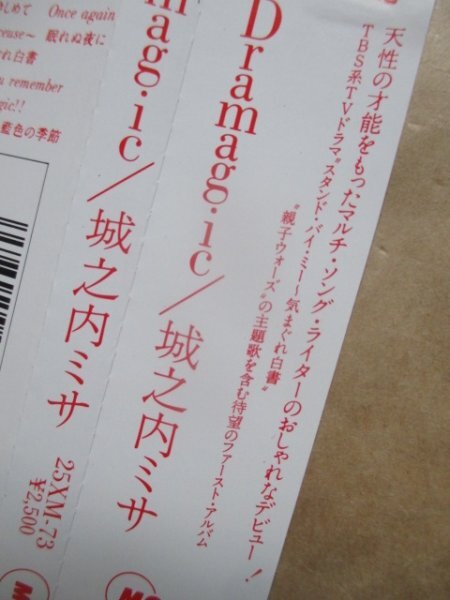 天性の才能をもったマルチ・ソング・ライターのおしゃれなデビュー!
TBS系TVドラマ“スタンド・バイ・ミー〜気まぐれ白書”
“親子ウォーズ”の主題歌を含む待望のファースト・アルバム
Dramag·ic/城之内ミサ
mag·ic/城之内ミサ
25XM-73
¥2,500
Once again
眠れぬ夜に
れ白書
remember
gic!!
藍色の季節